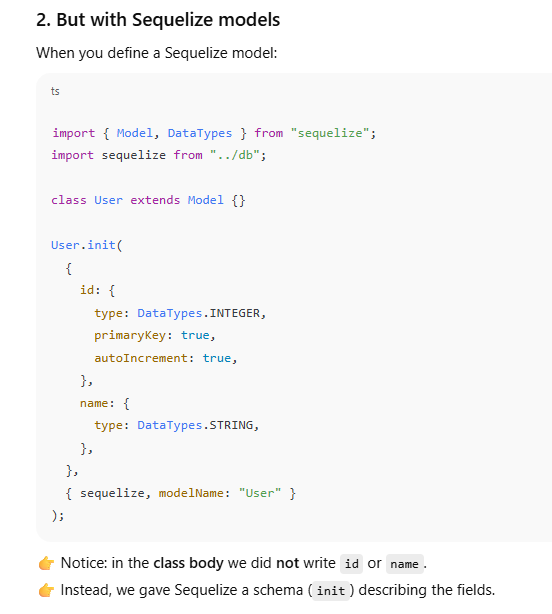 2. But with Sequelize models
When you define a Sequelize model:
ts
import { Model, DataTypes } from "sequelize";
import sequelize from "../db";
class User extends Model {}
User.init(
  {
    id: {
      type: DataTypes.INTEGER,
      primaryKey: true,
      autoIncrement: true,
    },
    name: {
      type: DataTypes.STRING,
    },
  },
  { sequelize, modelName: "User" }
);
👉 Notice: in the class body we did not write id or name.
👉 Instead, we gave Sequelize a schema (init) describing the fields.